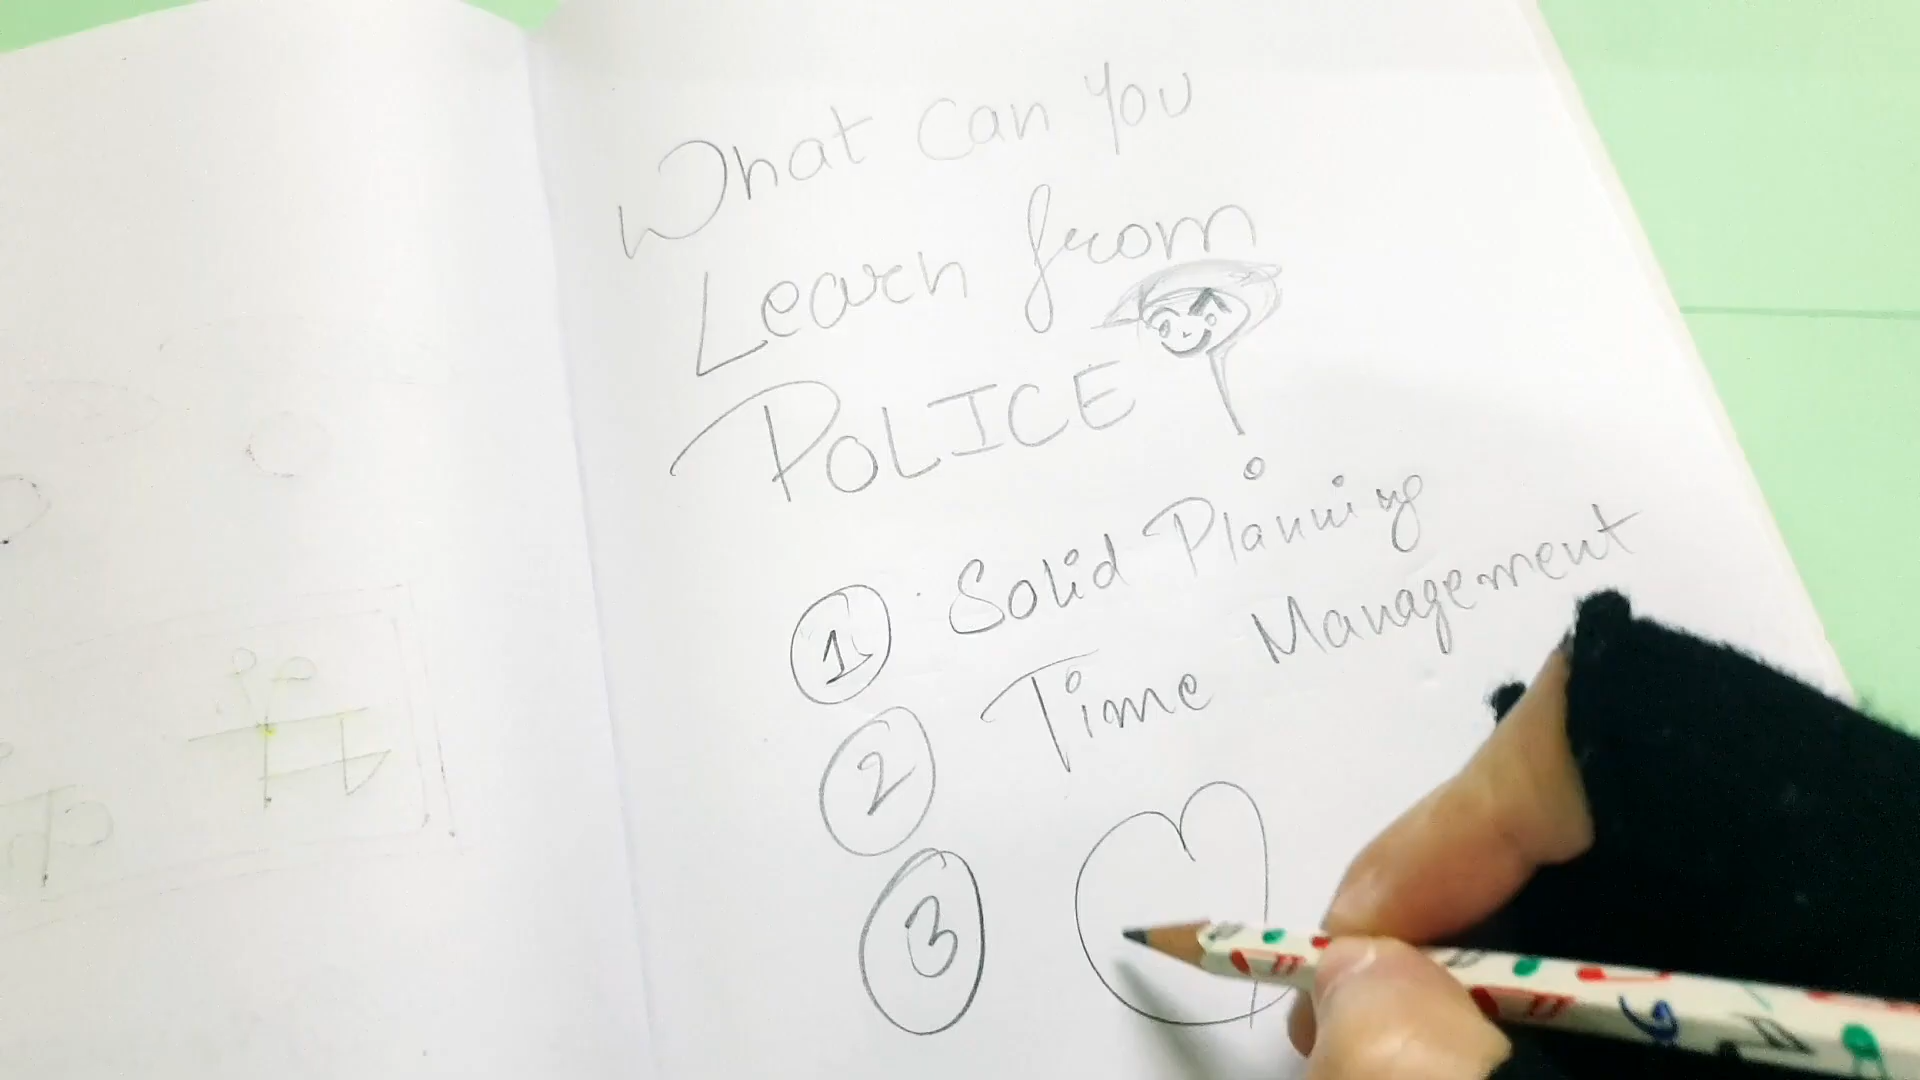 What can you
Learn from
POLICE ?
1 Solid Planning
2 Time Management
3